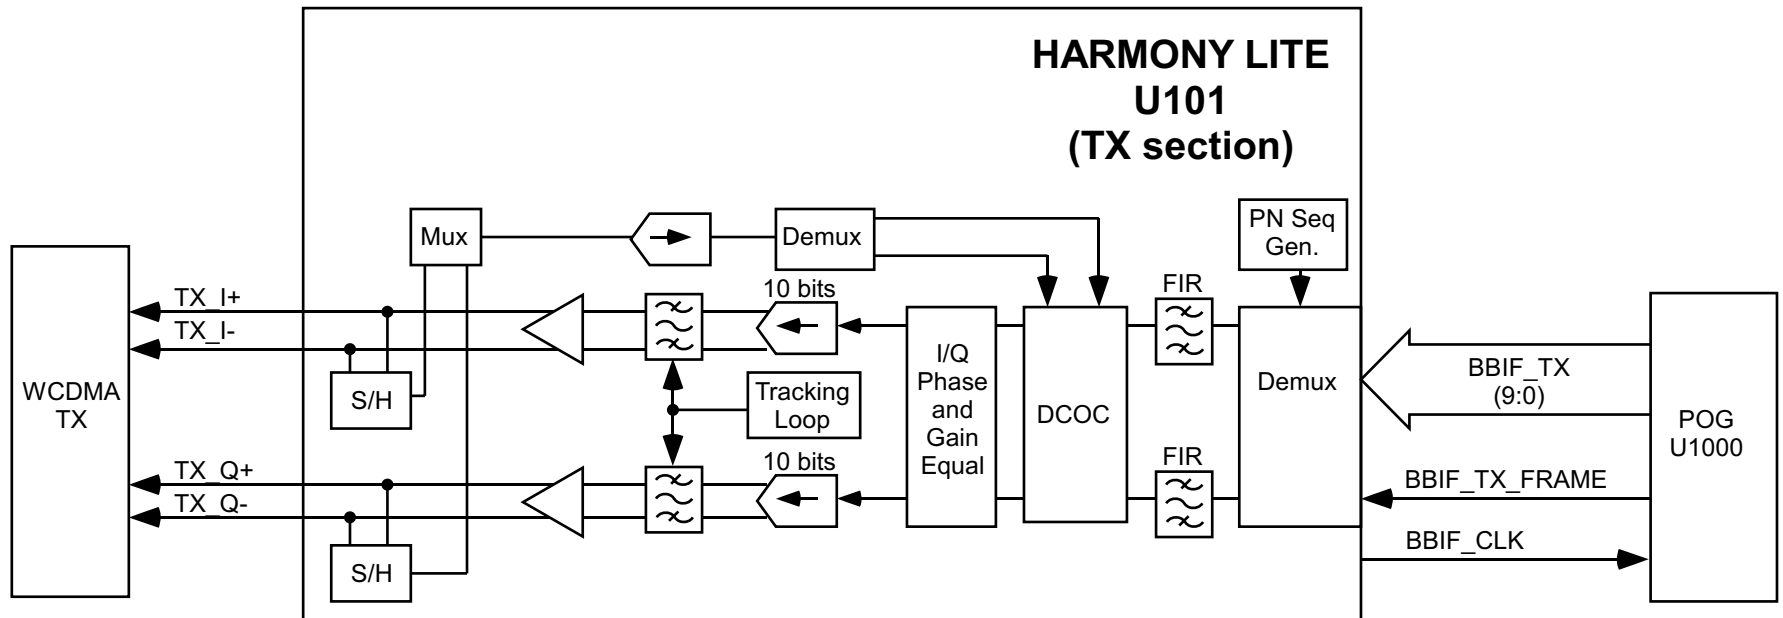 HARMONY LITE
U101
(TX section)
Mux
Demux
PN Seq
Gen.
TX_I+
TX_I-
10 bits
FIR
WCDMA
TX
S/H
Tracking
Loop
I/Q
Phase
and
Gain
Equal
DCOC
Demux
BBIF_TX
(9:0)
POG
U1000
TX_Q+
TX_Q-
10 bits
FIR
BBIF_TX_FRAME
BBIF_CLK
S/H